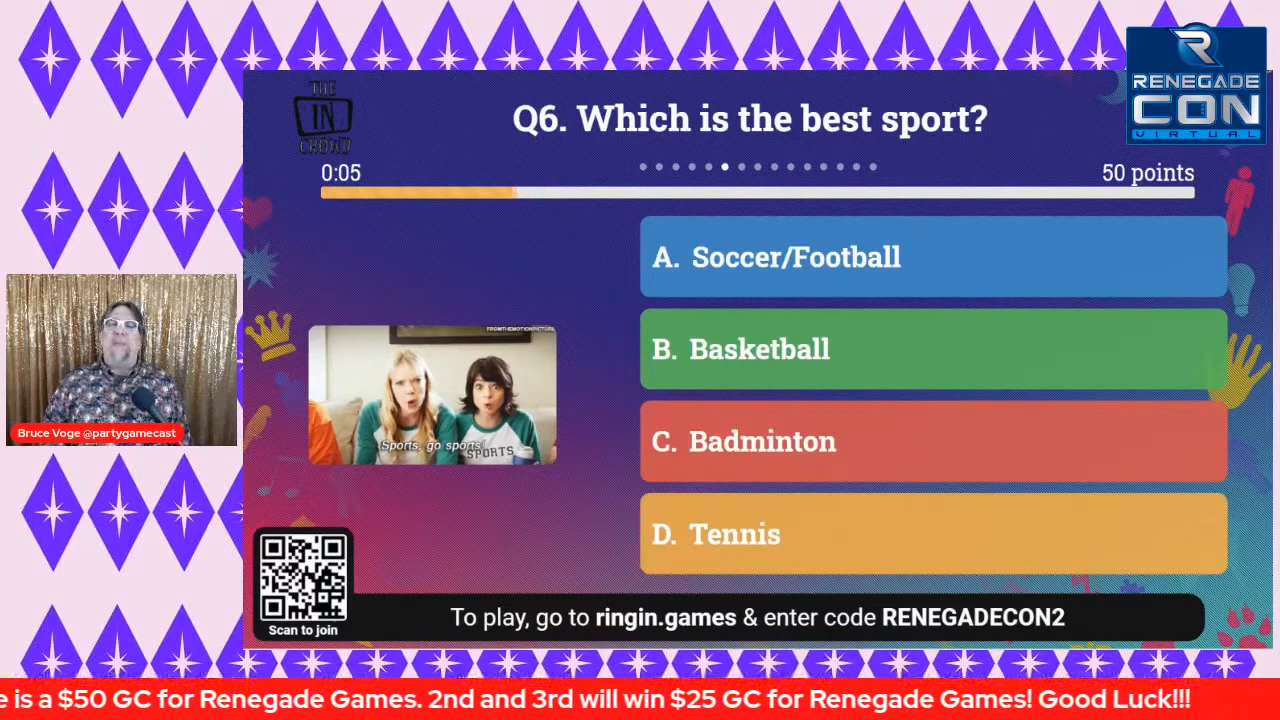 RENEGADE
CON
VIRTUAL
THE
IN
CROWD
Q6. Which is the best sport?
0:05
50 points
A. Soccer/Football
B. Basketball
C. Badminton
D. Tennis
FROMTHEMOTIONPICTURE
Sports, go sports!
SPORTS
Bruce Voge @partygamecast
Scan to join
To play, go to ringin.games & enter code RENEGADECON2
e is a $50 GC for Renegade Games. 2nd and 3rd will win $25 GC for Renegade Games! Good Luck!!!